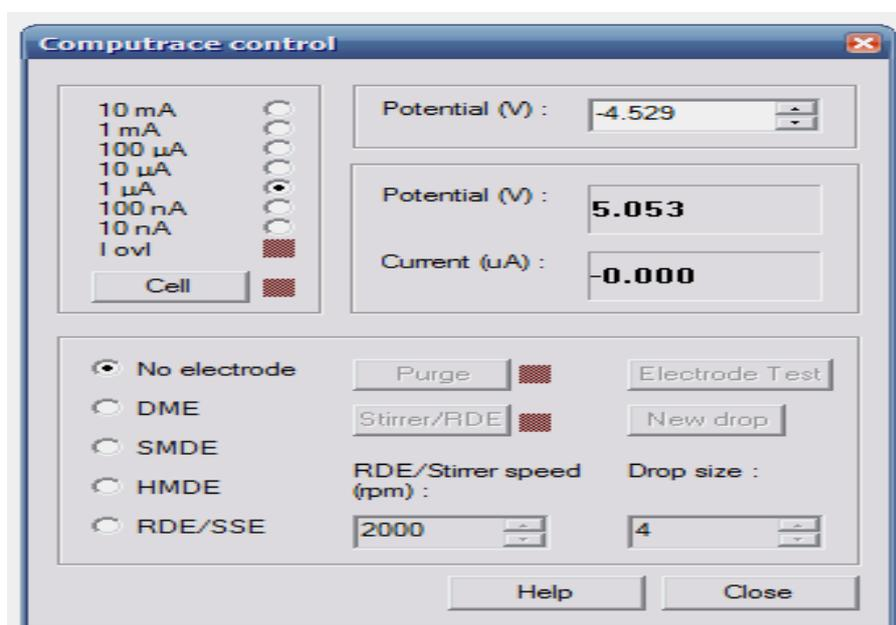 Computrace control
10 mA
1 mA
100 µA
10 µA
1 µA
100 nA
10 nA
I ovl
Cell
Potential (V) : -4.529
Potential (V) : 5.053
Current (uA) : -0.000
No electrode
DME
SMDE
HMDE
RDE/SSE
Purge
Electrode Test
Stirrer/RDE
New drop
RDE/Stirrer speed
(rpm) :
Drop size :
2000
4
Help
Close